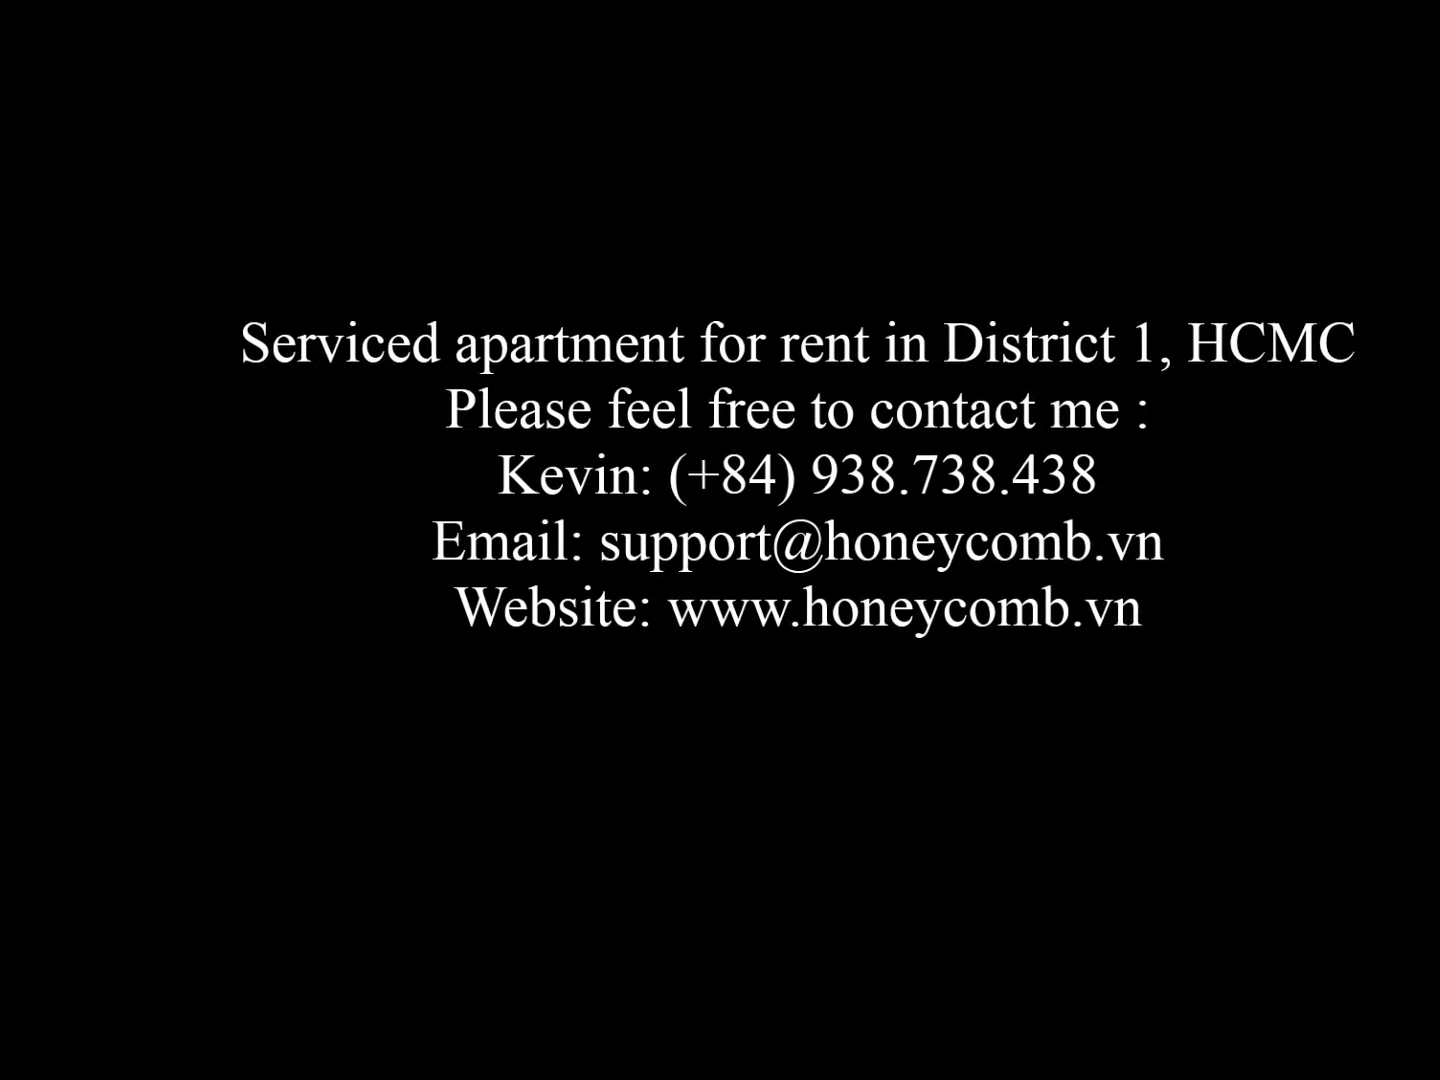 Serviced apartment for rent in District 1, HCMC
Please feel free to contact me :
Kevin: (+84) 938.738.438
Email: support@honeycomb.vn
Website: www.honeycomb.vn